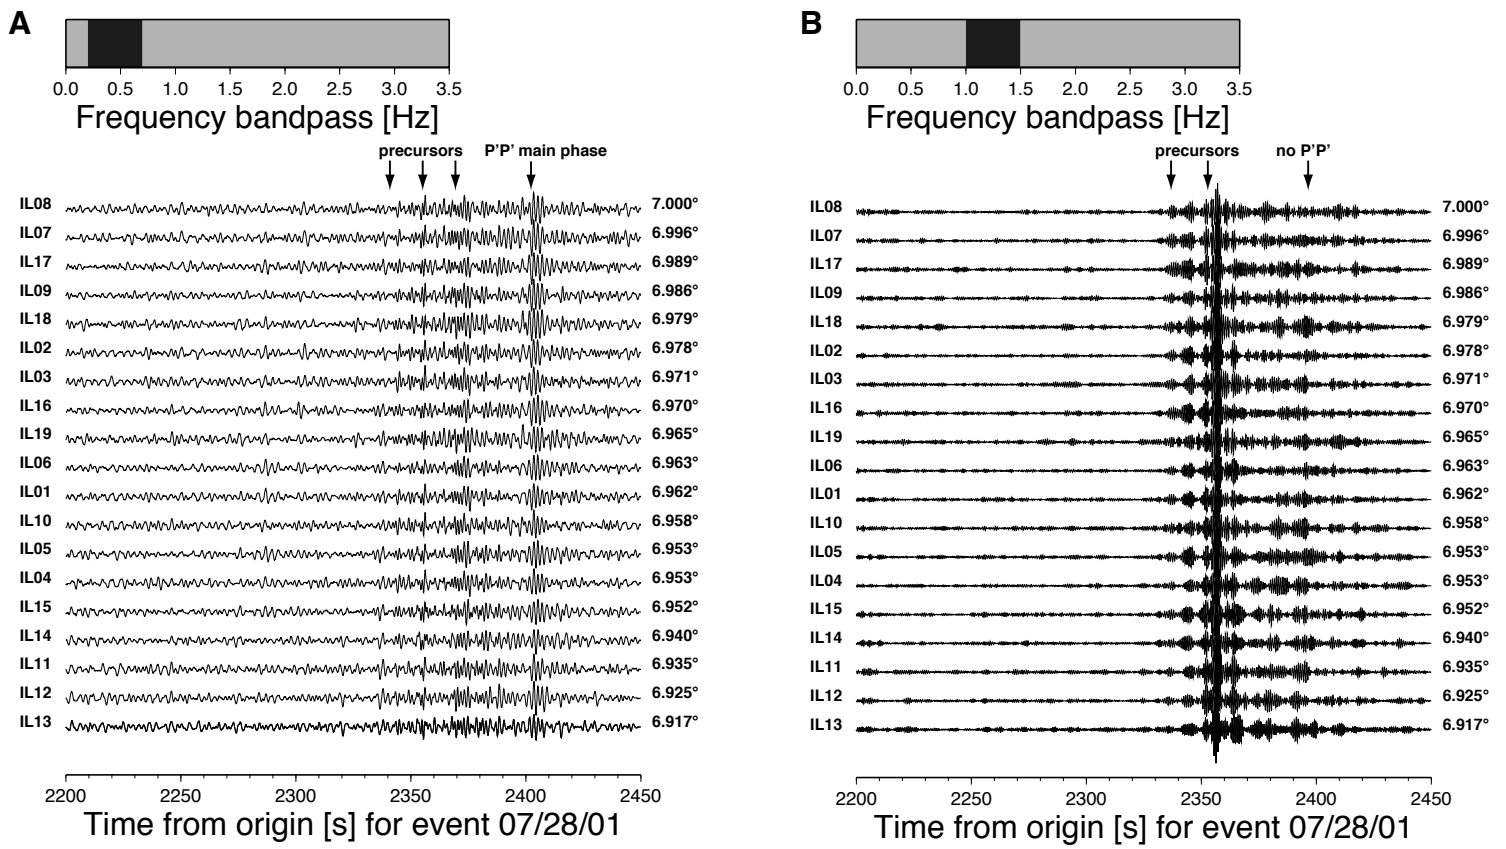 A
0.0 0.5 1.0 1.5 2.0 2.5 3.0 3.5
Frequency bandpass [Hz]
precursors P'P' main phase
IL08 7.000°
IL07 6.996°
IL17 6.989°
IL09 6.986°
IL18 6.979°
IL02 6.978°
IL03 6.971°
IL16 6.970°
IL19 6.965°
IL06 6.963°
IL01 6.962°
IL10 6.958°
IL05 6.953°
IL04 6.953°
IL15 6.952°
IL14 6.940°
IL11 6.935°
IL12 6.925°
IL13 6.917°
2200 2250 2300 2350 2400 2450
Time from origin [s] for event 07/28/01
B
0.0 0.5 1.0 1.5 2.0 2.5 3.0 3.5
Frequency bandpass [Hz]
precursors no P'P'
IL08 7.000°
IL07 6.996°
IL17 6.989°
IL09 6.986°
IL18 6.979°
IL02 6.978°
IL03 6.971°
IL16 6.970°
IL19 6.965°
IL06 6.963°
IL01 6.962°
IL10 6.958°
IL05 6.953°
IL04 6.953°
IL15 6.952°
IL14 6.940°
IL11 6.935°
IL12 6.925°
IL13 6.917°
2200 2250 2300 2350 2400 2450
Time from origin [s] for event 07/28/01